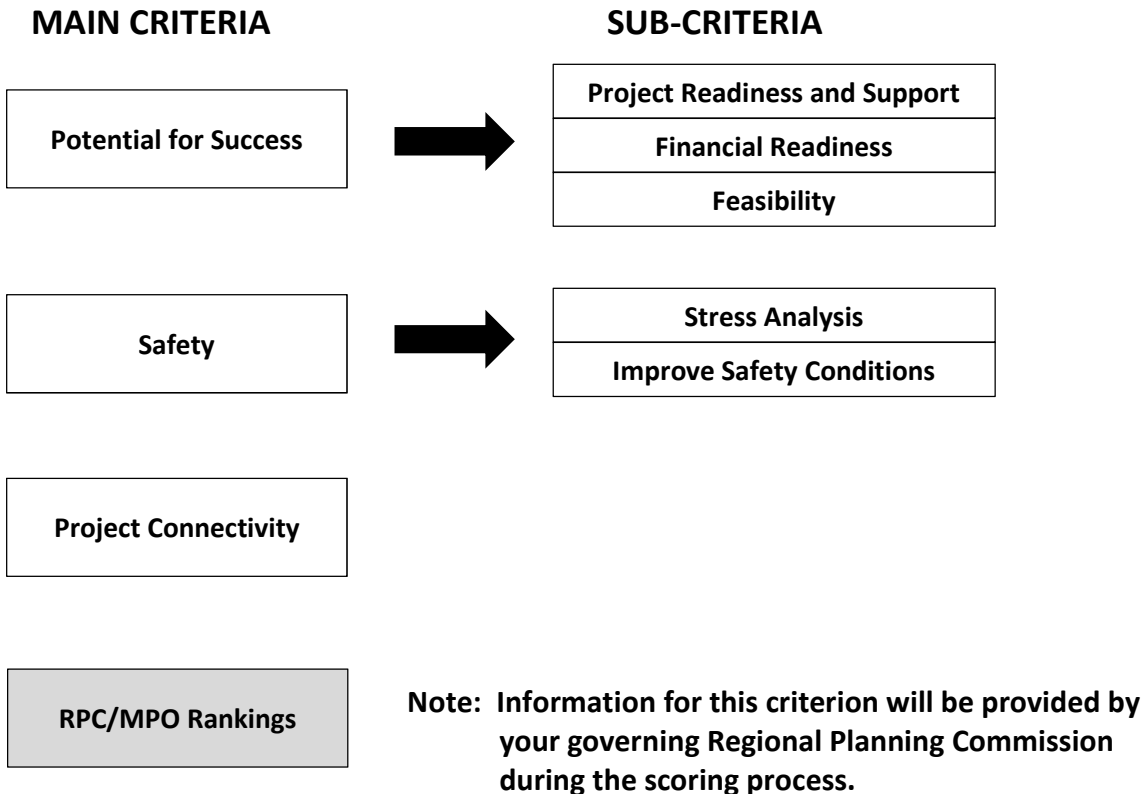 MAIN CRITERIA
SUB-CRITERIA
Potential for Success
Project Readiness and Support
Financial Readiness
Feasibility
Safety
Stress Analysis
Improve Safety Conditions
Project Connectivity
RPC/MPO Rankings
Note: Information for this criterion will be provided by
your governing Regional Planning Commission
during the scoring process.